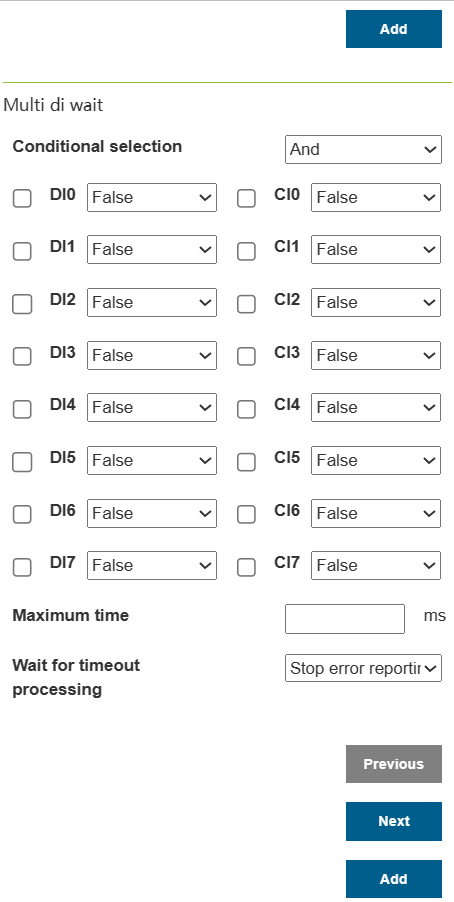 Add
Multi di wait
Conditional selection And
DI0 False CI0 False
DI1 False CI1 False
DI2 False CI2 False
DI3 False CI3 False
DI4 False CI4 False
DI5 False CI5 False
DI6 False CI6 False
DI7 False CI7 False
Maximum time ms
Wait for timeout Stop error reportir
processing
Previous
Next
Add